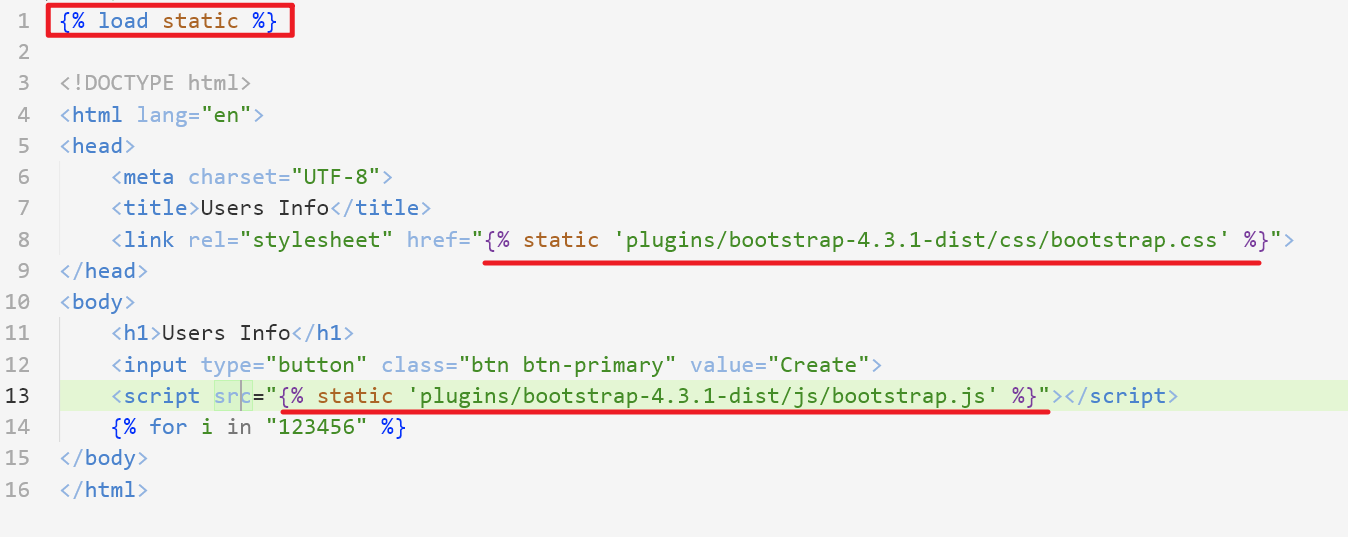 1 {% load static %}
2
3 <!DOCTYPE html>
4 <html lang="en">
5 <head>
6     <meta charset="UTF-8">
7     <title>Users Info</title>
8     <link rel="stylesheet" href="{% static 'plugins/bootstrap-4.3.1-dist/css/bootstrap.css' %}">
9 </head>
10 <body>
11     <h1>Users Info</h1>
12     <input type="button" class="btn btn-primary" value="Create">
13     <script src="{% static 'plugins/bootstrap-4.3.1-dist/js/bootstrap.js' %}"></script>
14     {% for i in "123456" %}
15 </body>
16 </html>